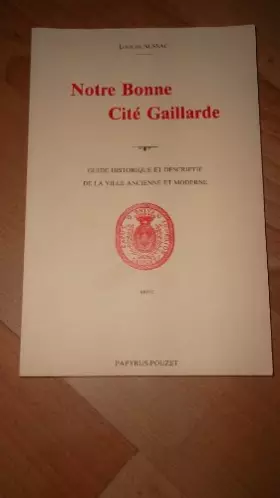 Notre Bonne
Cité Gaillarde
GUIDE HISTORIQUE ET DESCRIPTIF
DE LA VILLE ANCIENNE ET MODERNE
PAPYRUS-POUZET